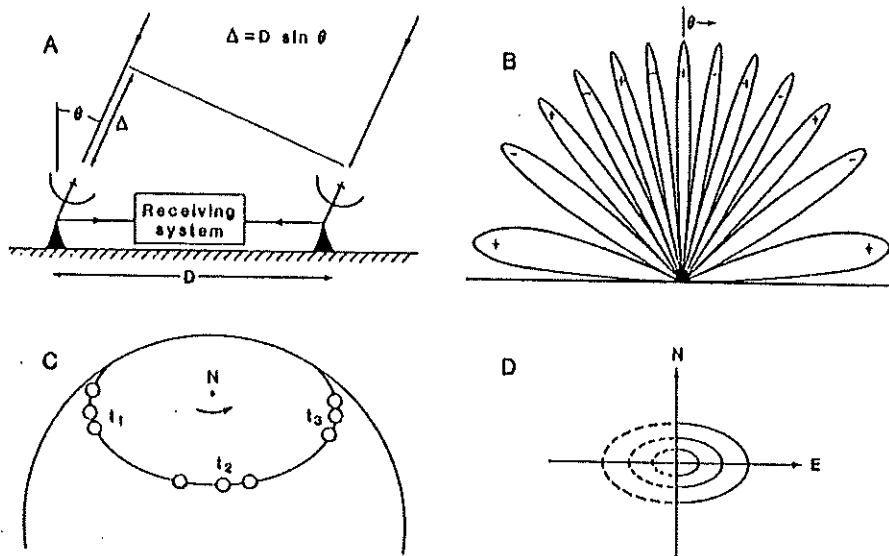 A
Δ = D sin θ
θ
Δ
Receiving
system
D
B
θ→
+
-
+
-
+
-
+
-
+
-
+
-
+
C
N
t₁
t₂
t₃
D
N
E